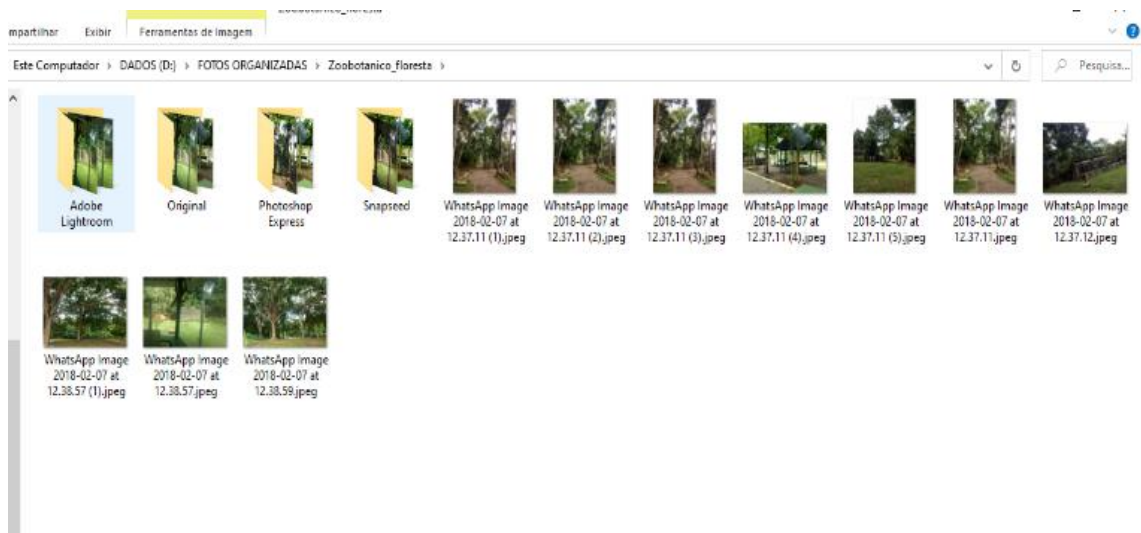 mpartilhar Exibir Ferramentas de Imagem
Este Computador > DADOS (D:) > FOTOS ORGANIZADAS > Zoobotanico_floresta >
Pesquisa...
Adobe Lightroom
Original
Photoshop Express
Snapseed
WhatsApp Image 2018-02-07 at 12.37.11 (1).jpeg
WhatsApp Image 2018-02-07 at 12.37.11 (2).jpeg
WhatsApp Image 2018-02-07 at 12.37.11 (3).jpeg
WhatsApp Image 2018-02-07 at 12.37.11 (4).jpeg
WhatsApp Image 2018-02-07 at 12.37.11 (5).jpeg
WhatsApp Image 2018-02-07 at 12.37.11.jpeg
WhatsApp Image 2018-02-07 at 12.37.12.jpeg
WhatsApp Image 2018-02-07 at 12.38.57 (1).jpeg
WhatsApp Image 2018-02-07 at 12.38.57.jpeg
WhatsApp Image 2018-02-07 at 12.38.59.jpeg